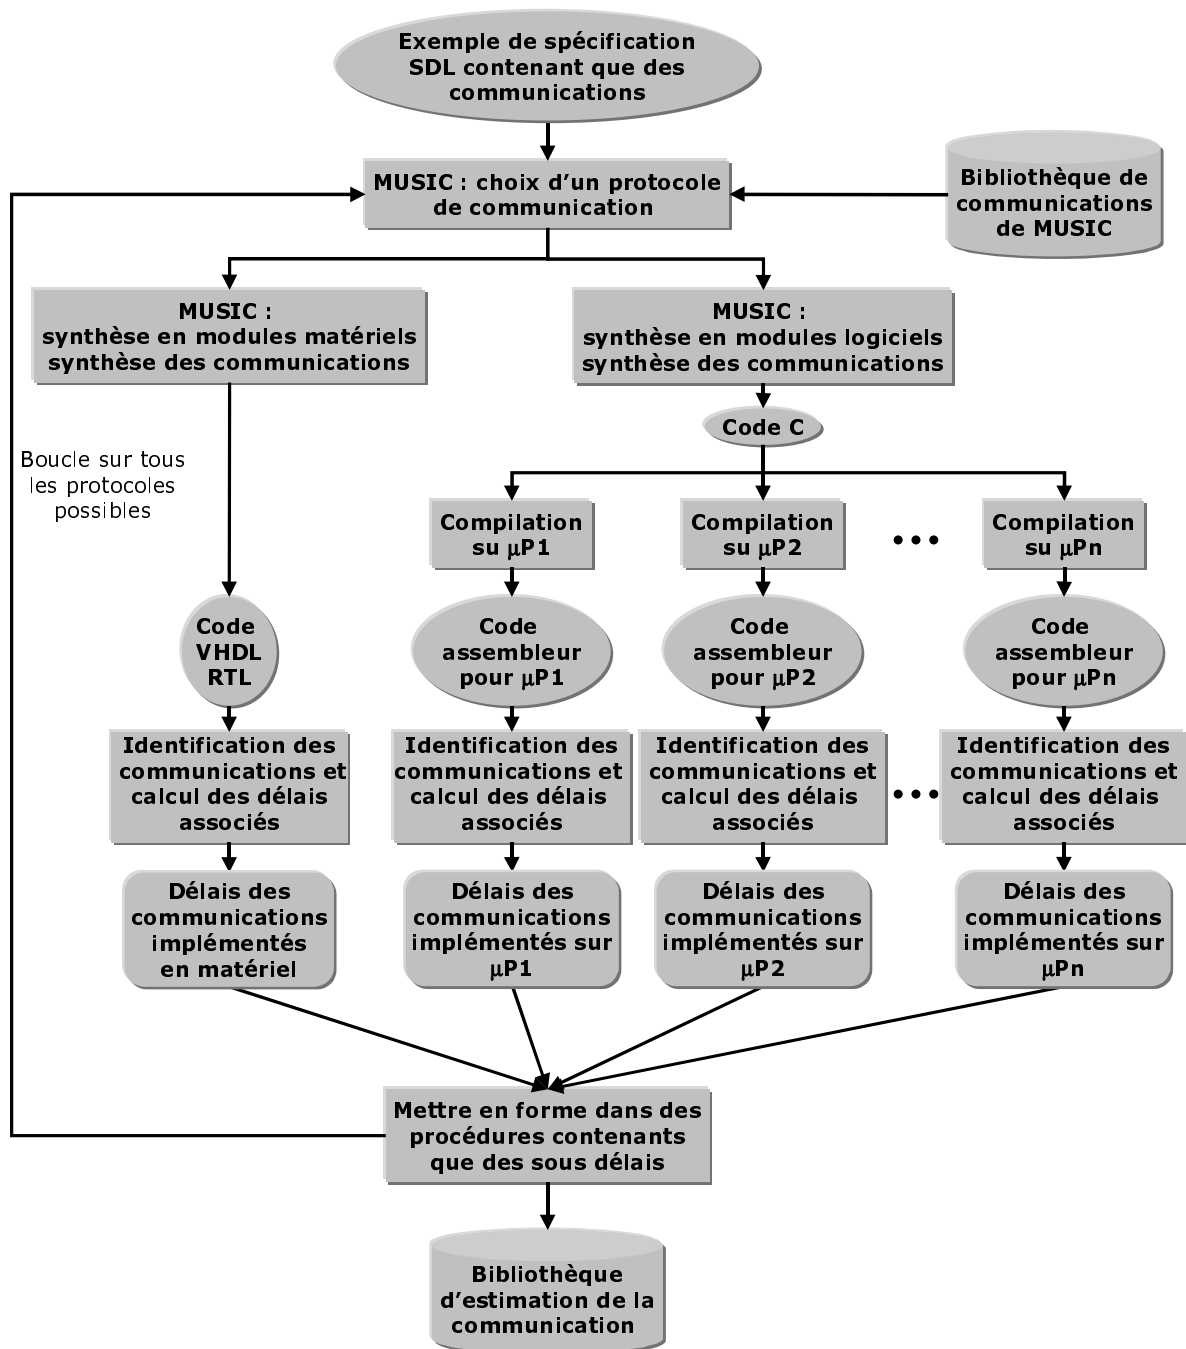 Exemple de spécification
SDL contenant que des
communications
MUSIC : choix d'un protocole
de communication
Bibliothèque de
communications
de MUSIC
MUSIC :
synthèse en modules matériels
synthèse des communications
MUSIC :
synthèse en modules logiciels
synthèse des communications
Code C
Boucle sur tous
les protocoles
possibles
Compilation
su μP1
Compilation
su μP2
Compilation
su μPn
Code
VHDL
RTL
Code
assembleur
pour μP1
Code
assembleur
pour μP2
Code
assembleur
pour μPn
Identification des
communications et
calcul des délais
associés
Identification des
communications et
calcul des délais
associés
Identification des
communications et
calcul des délais
associés
Identification des
communications et
calcul des délais
associés
Délais des
communications
implémentés
en matériel
Délais des
communications
implémentés sur
μP1
Délais des
communications
implémentés sur
μP2
Délais des
communications
implémentés sur
μPn
Mettre en forme dans des
procédures contenants
que des sous délais
Bibliothèque
d'estimation de la
communication